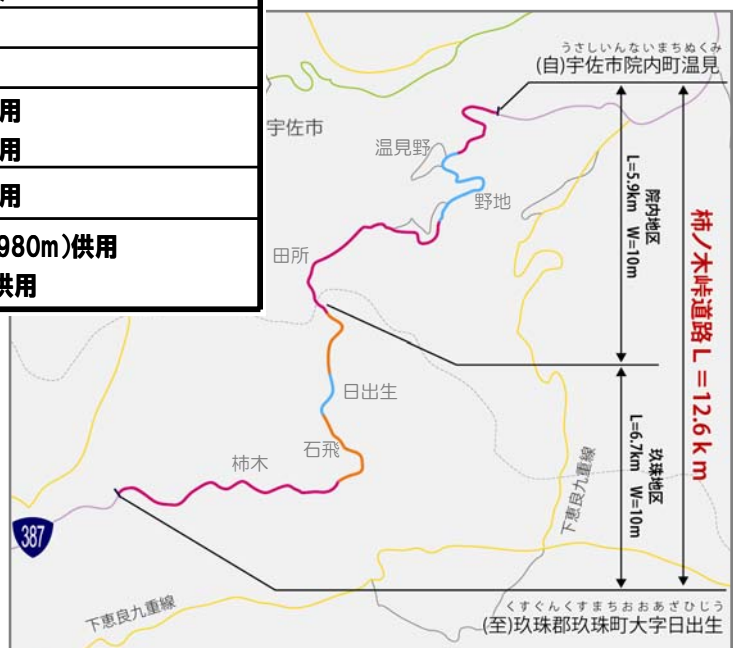 用
用
用
980m)供用
供用
うさしいんないまちぬくみ
(自)宇佐市院内町温見
宇佐市
温見野
野地
田所
院内地区
L=5.9km W=10m
柿ノ木峠道路L=12.6km
日出生
石飛
柿木
玖珠地区
L=6.7km W=10m
下恵良九重線
387
下恵良九重線
くすぐんくすまちおおあざひじう
(至)玖珠郡玖珠町大字日出生